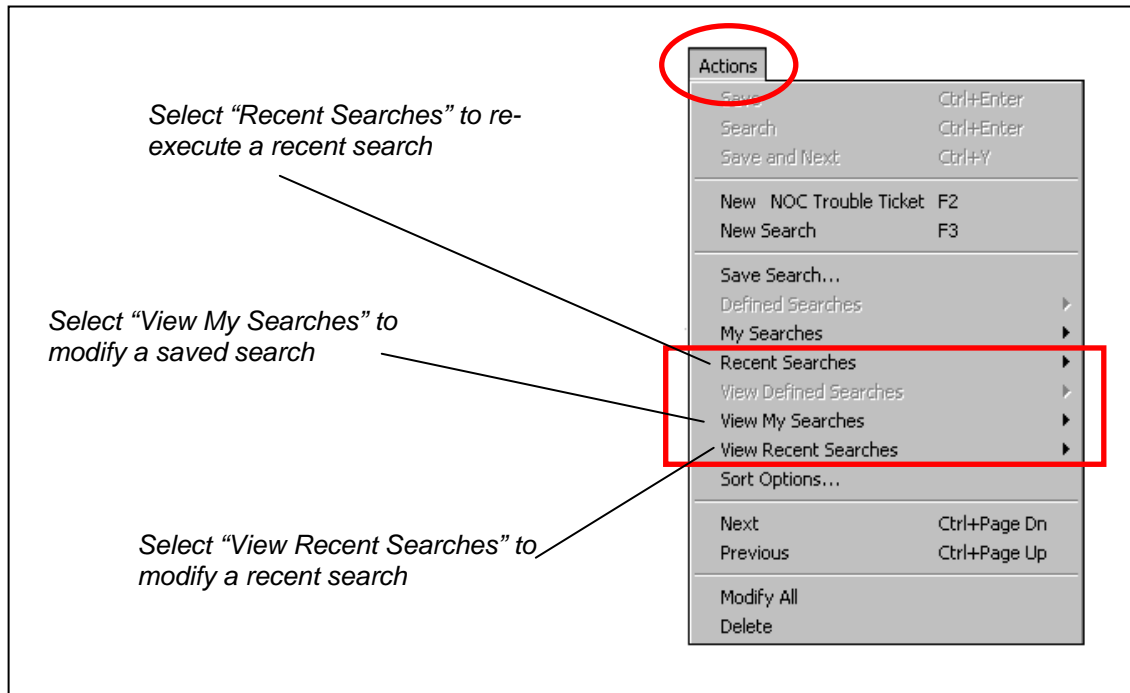 Actions
Save Ctrl+Enter
Search Ctrl+Enter
Save and Next Ctrl+Y
New NOC Trouble Ticket F2
New Search F3
Save Search...
Defined Searches
My Searches
Recent Searches
View Defined Searches
View My Searches
View Recent Searches
Sort Options...
Next Ctrl+Page Dn
Previous Ctrl+Page Up
Modify All
Delete
Select “Recent Searches” to re-
execute a recent search
Select “View My Searches” to
modify a saved search
Select “View Recent Searches” to
modify a recent search